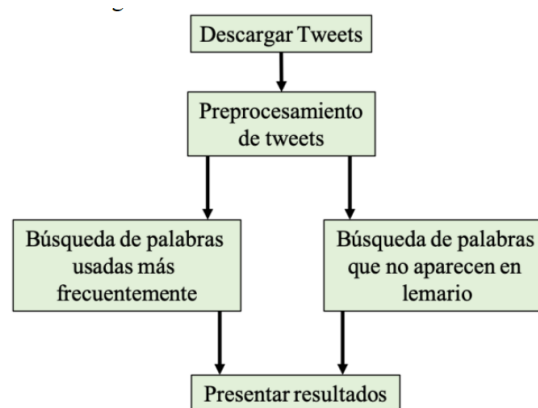 Descargar Tweets
Preprocesamiento
de tweets
Búsqueda de palabras
usadas más
frecuentemente
Búsqueda de palabras
que no aparecen en
lemario
Presentar resultados